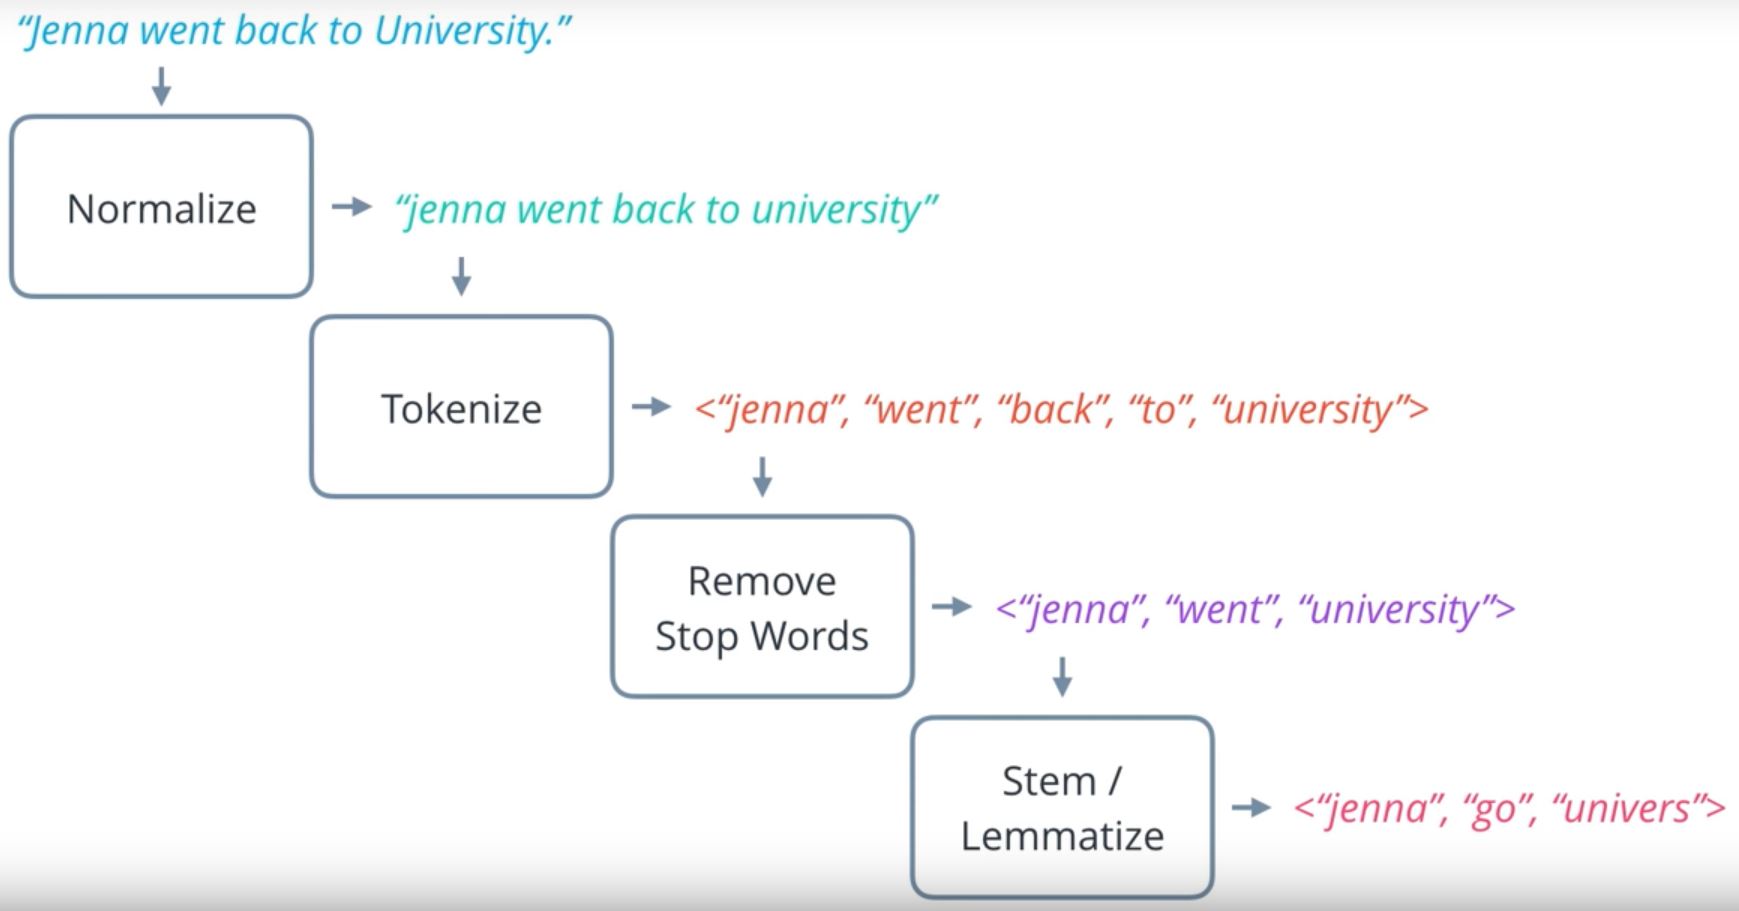 “Jenna went back to University.”
Normalize
“jenna went back to university”
Tokenize
<“jenna”, “went”, “back”, “to”, “university”>
Remove
Stop Words
<“jenna”, “went”, “university”>
Stem /
Lemmatize
<“jenna”, “go”, “univers”>